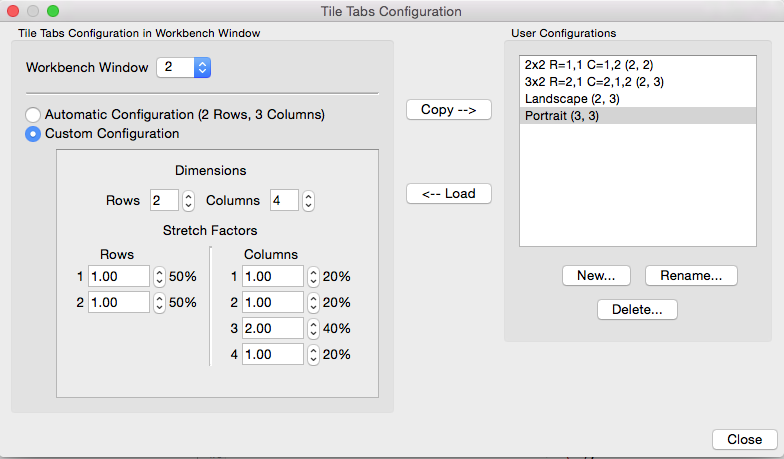 Tile Tabs Configuration
Tile Tabs Configuration in Workbench Window
Workbench Window 2
Automatic Configuration (2 Rows, 3 Columns)
Custom Configuration
Dimensions
Rows 2 Columns 4
Stretch Factors
Rows
1 1.00 50%
2 1.00 50%
Columns
1 1.00 20%
2 1.00 20%
3 2.00 40%
4 1.00 20%
Copy -->
<-- Load
User Configurations
2x2 R=1,1 C=1,2 (2, 2)
3x2 R=2,1 C=2,1,2 (2, 3)
Landscape (2, 3)
Portrait (3, 3)
New... Rename...
Delete...
Close